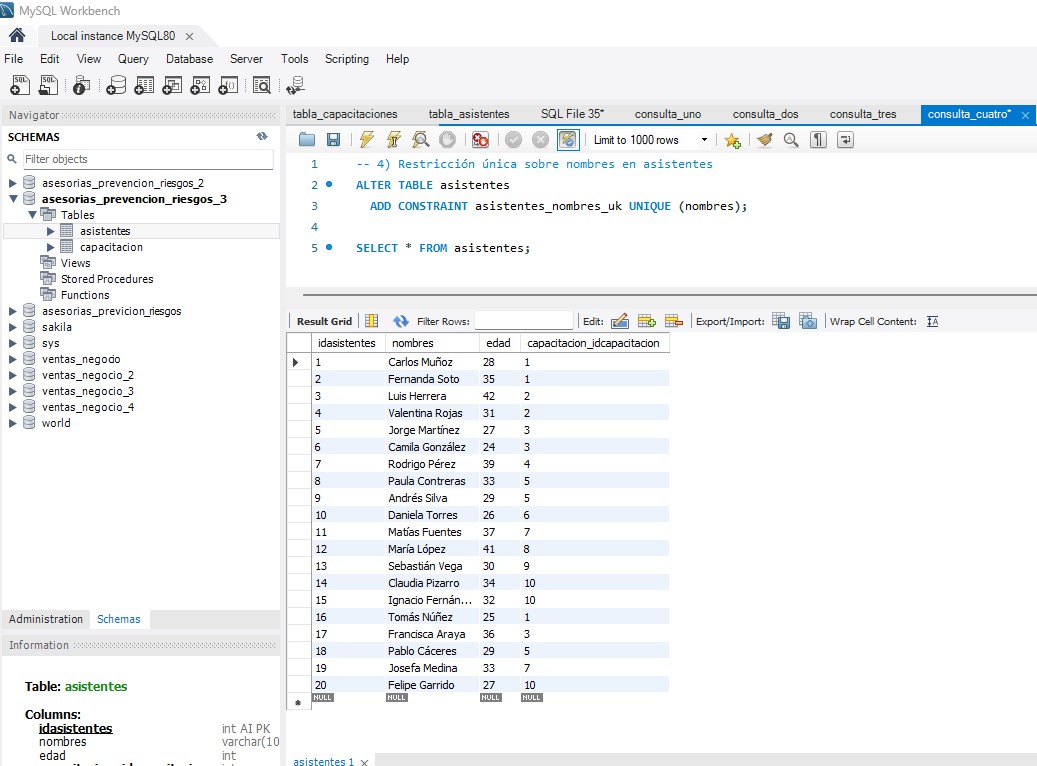 MySQL Workbench
Local instance MySQL80
File Edit View Query Database Server Tools Scripting Help
Navigator
SCHEMAS
Filter objects
asesorias_prevencion_riesgos_2
asesorias_prevencion_riesgos_3
Tables
asistentes
capacitacion
Views
Stored Procedures
Functions
asesorias_previcion_riesgos
sakila
sys
ventas_negocio
ventas_negocio_2
ventas_negocio_3
ventas_negocio_4
world
Administration Schemas
Information
Table: asistentes
Columns:
idasistentes int AI PK
nombres varchar(10
edad int
tabla_capacitaciones tabla_asistentes SQL File 35* consulta_uno consulta_dos consulta_tres consulta_cuatro*
Limit to 1000 rows
1 -- 4) Restricción única sobre nombres en asistentes
2 ALTER TABLE asistentes
3 ADD CONSTRAINT asistentes_nombres_uk UNIQUE (nombres);
4
5 SELECT * FROM asistentes;
Result Grid Filter Rows: Edit: Export/Import: Wrap Cell Content:
idasistentes nombres edad capacitacion_idcapacitacion
1 Carlos Muñoz 28 1
2 Fernanda Soto 35 1
3 Luis Herrera 42 2
4 Valentina Rojas 31 2
5 Jorge Martínez 27 3
6 Camila González 24 3
7 Rodrigo Pérez 39 4
8 Paula Contreras 33 5
9 Andrés Silva 29 5
10 Daniela Torres 26 6
11 Matías Fuentes 37 7
12 María López 41 8
13 Sebastián Vega 30 9
14 Claudia Pizarro 34 10
15 Ignacio Fernán... 32 10
16 Tomás Núñez 25 1
17 Francisca Araya 36 3
18 Pablo Cáceres 29 5
19 Josefa Medina 33 7
20 Felipe Garrido 27 10
NULL NULL NULL NULL
asistentes 1